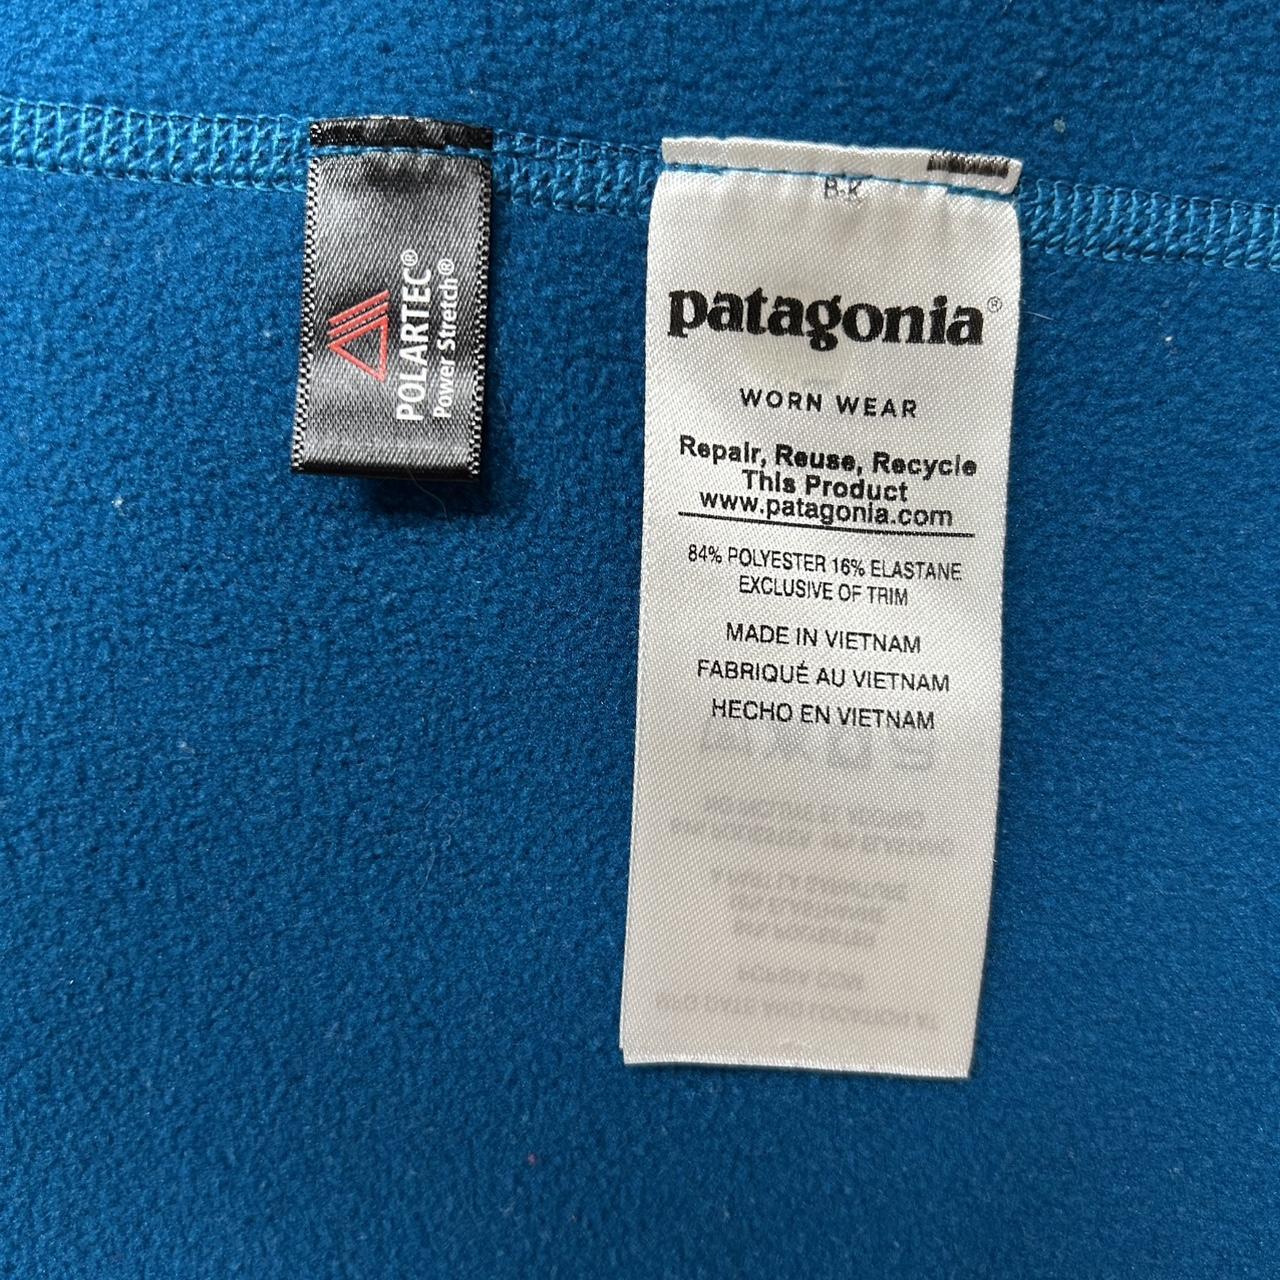 POLARTEC®
Power Stretch®
B-K
patagonia®
WORN WEAR
Repair, Reuse, Recycle
This Product
www.patagonia.com
84% POLYESTER 16% ELASTANE
EXCLUSIVE OF TRIM
MADE IN VIETNAM
FABRIQUÉ AU VIETNAM
HECHO EN VIETNAM